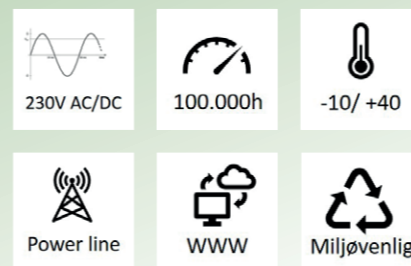 230V AC/DC
100.000h
-10/ +40
Power line
WWW
Miljøvenlig